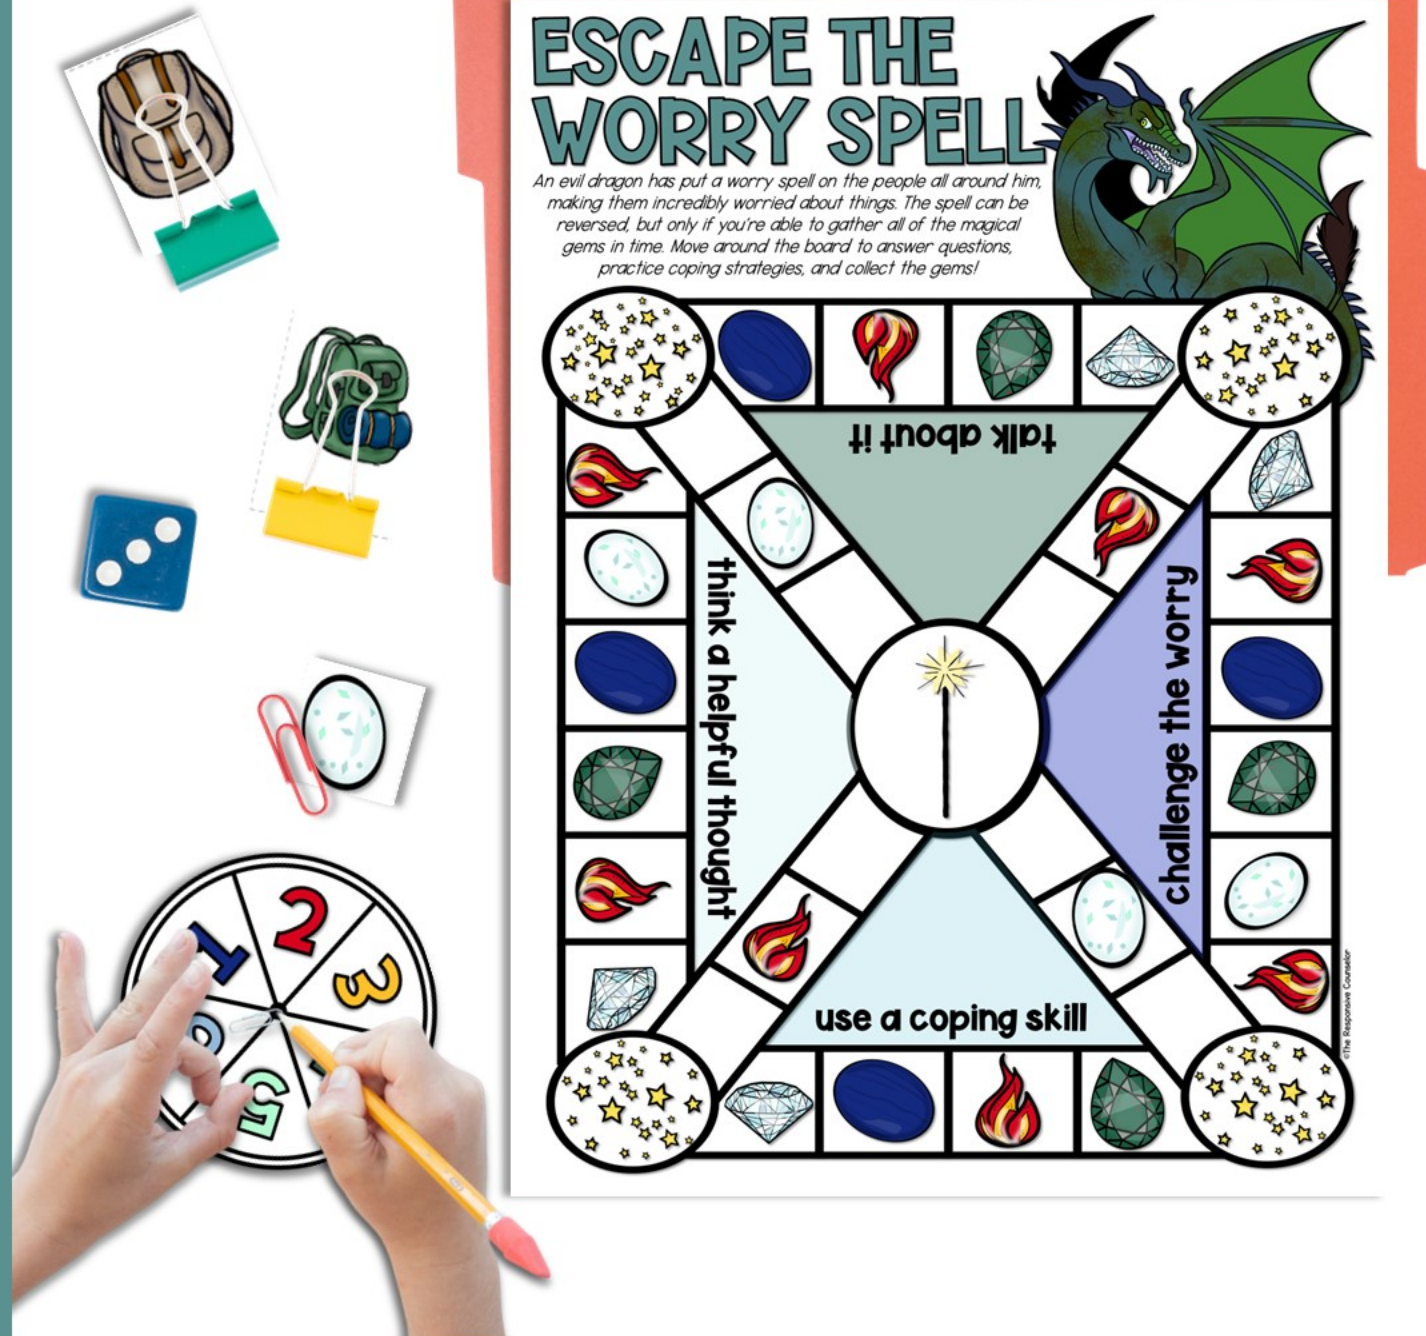 ESCAPE THE
WORRY SPELL
An evil dragon has put a worry spell on the people all around him,
making them incredibly worried about things. The spell can be
reversed, but only if you're able to gather all of the magical
gems in time. Move around the board to answer questions,
practice coping strategies, and collect the gems!
talk about it
think a helpful thought
challenge the worry
use a coping skill
©The Responsive Counselor
1
2
3
5
6